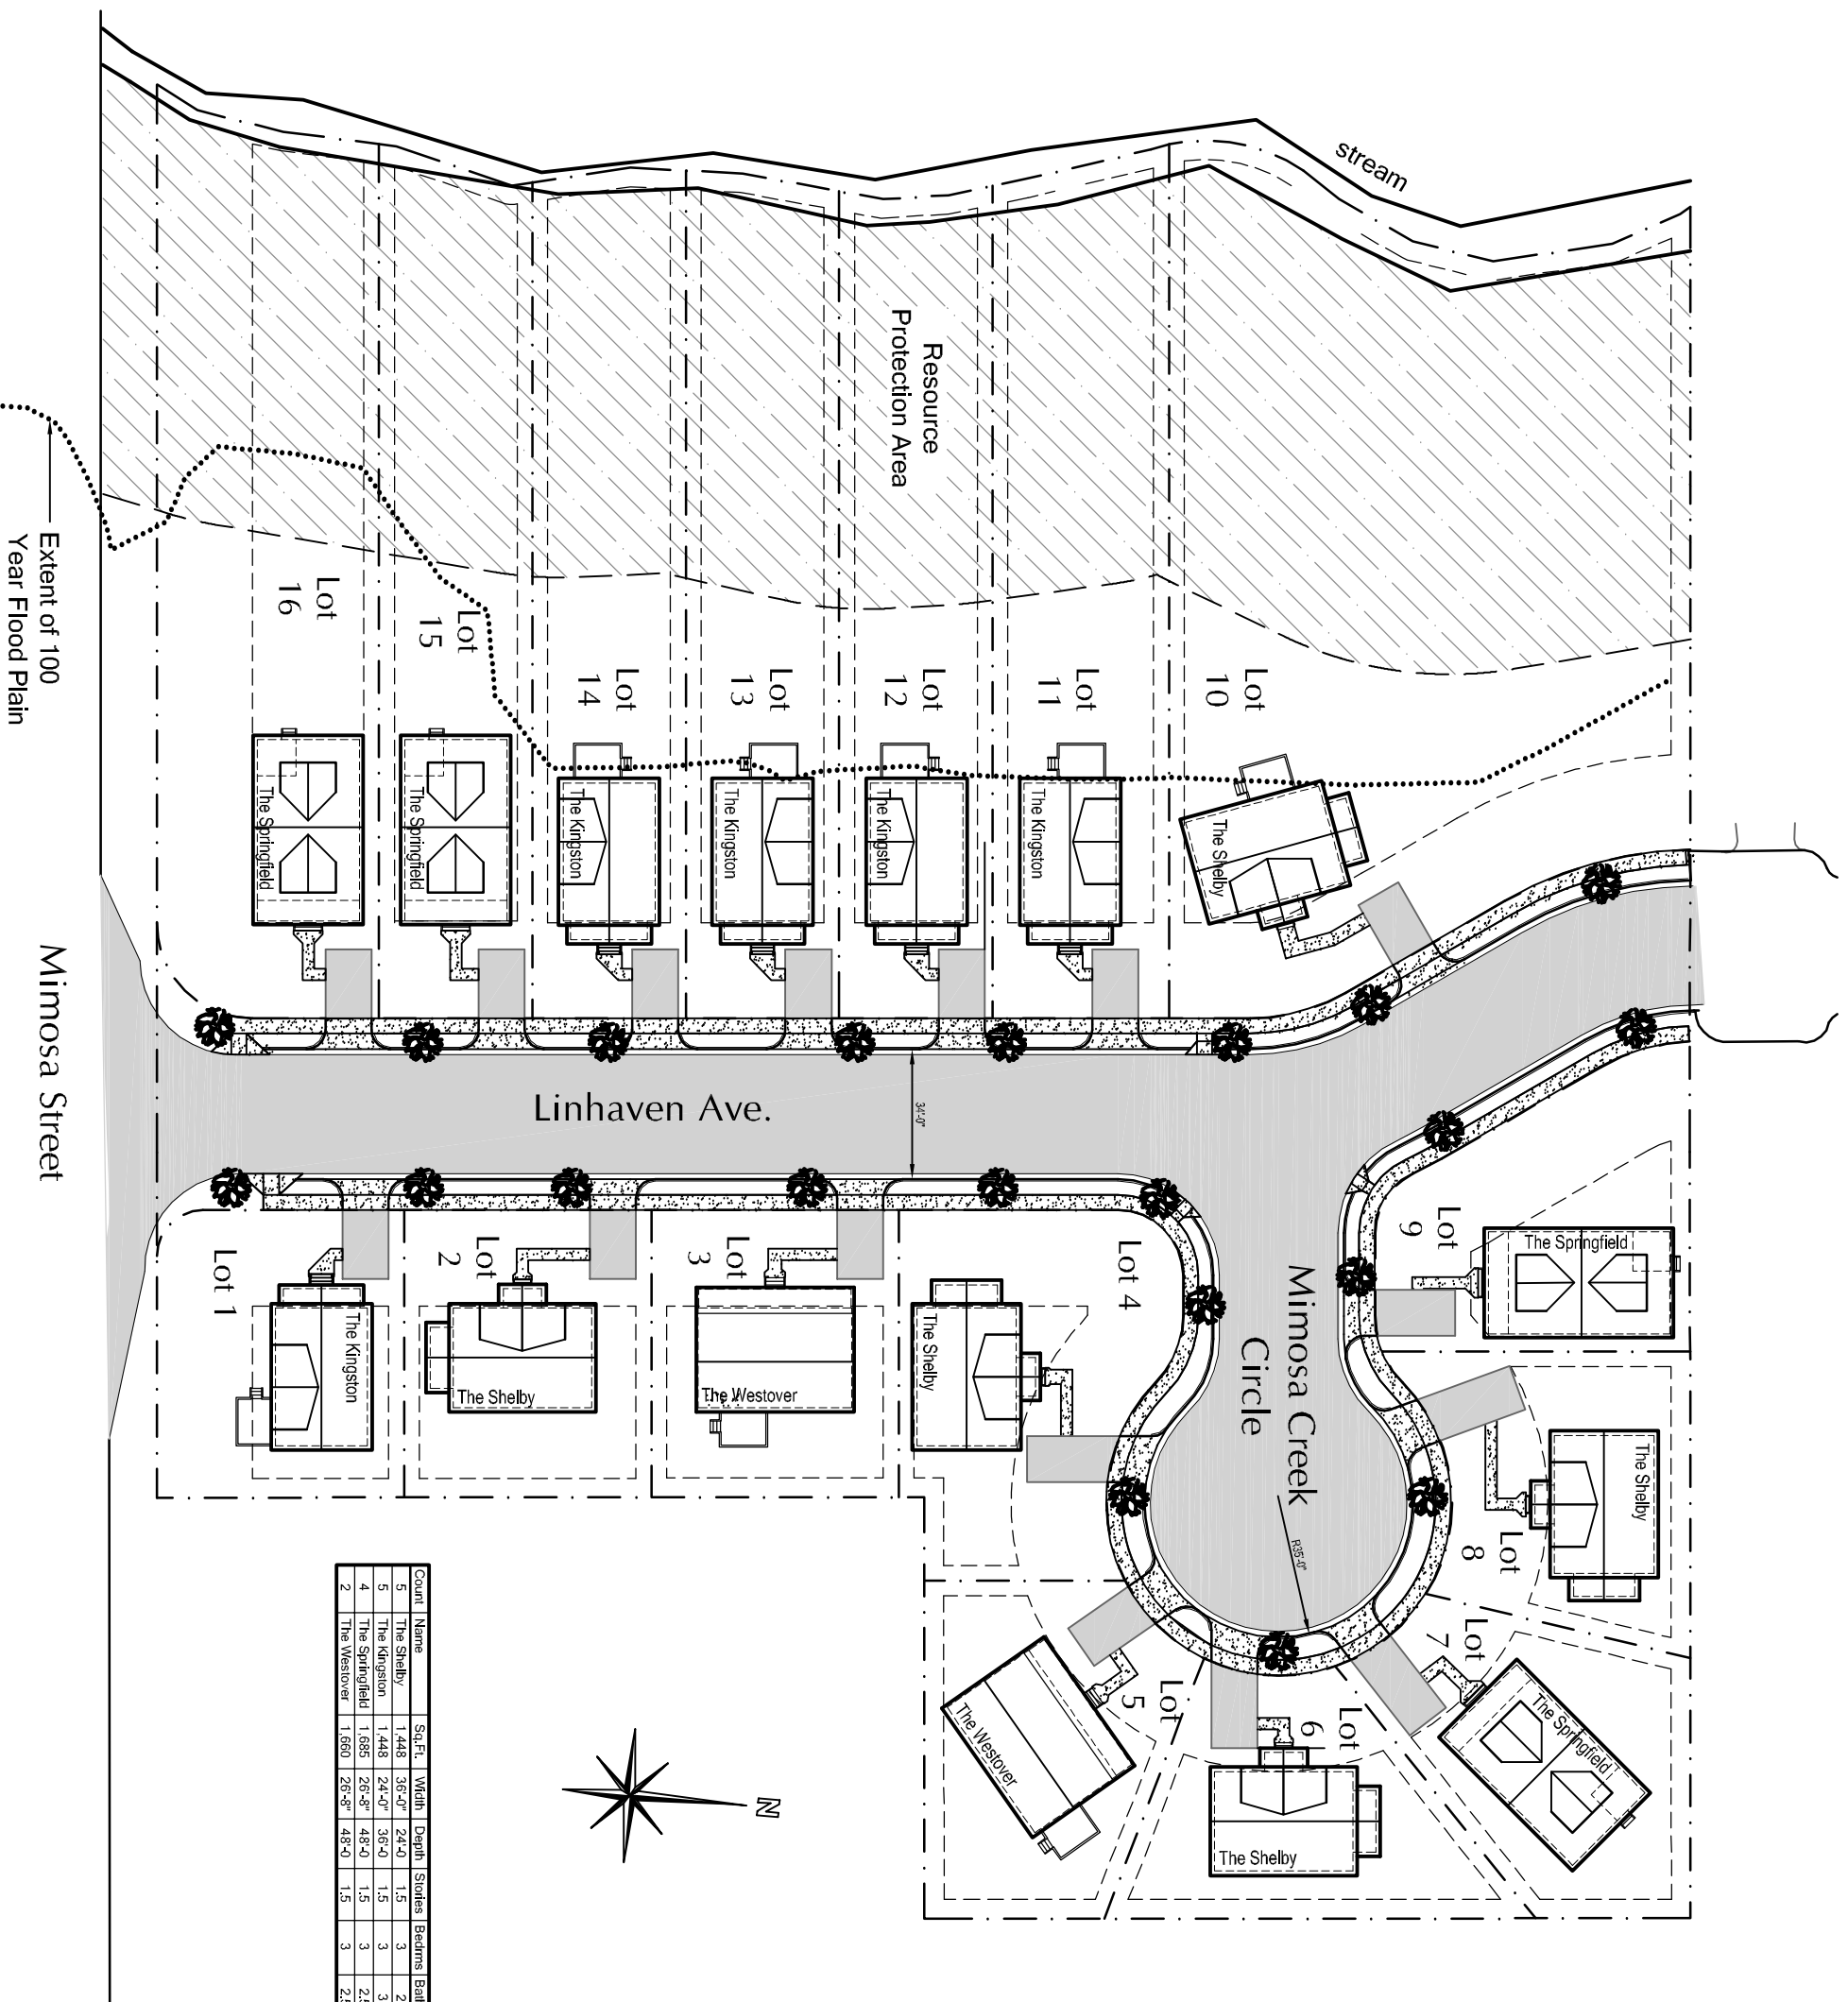 stream
Resource
Protection Area
Extent of 100
Year Flood Plain
Lot
16
Lot
15
Lot
14
Lot
13
Lot
12
Lot
11
Lot
10
The Springfield
The Springfield
The Kingston
The Kingston
The Kingston
The Kingston
The Shelby
Mimosa Street
Linhaven Ave.
34'-0"
Mimosa Creek
Circle
R35'-0"
Lot 1
The Kingston
Lot
2
The Shelby
Lot
3
The Westover
Lot 4
The Shelby
Lot
5
The Westover
Lot
6
The Shelby
Lot
7
The Springfield
Lot
8
The Shelby
Lot
9
The Springfield
N
Count Name Sq.Ft. Width Depth Stories Bedrms
5 The Shelby 1,448 36'-0" 24'-0 1.5 3
5 The Kingston 1,448 24'-0" 36'-0 1.5 3 3
4 The Springfield 1,685 26'-8" 48'-0 1.5 3
2 The Westover 1,660 26'-8" 48'-0 1.5 3